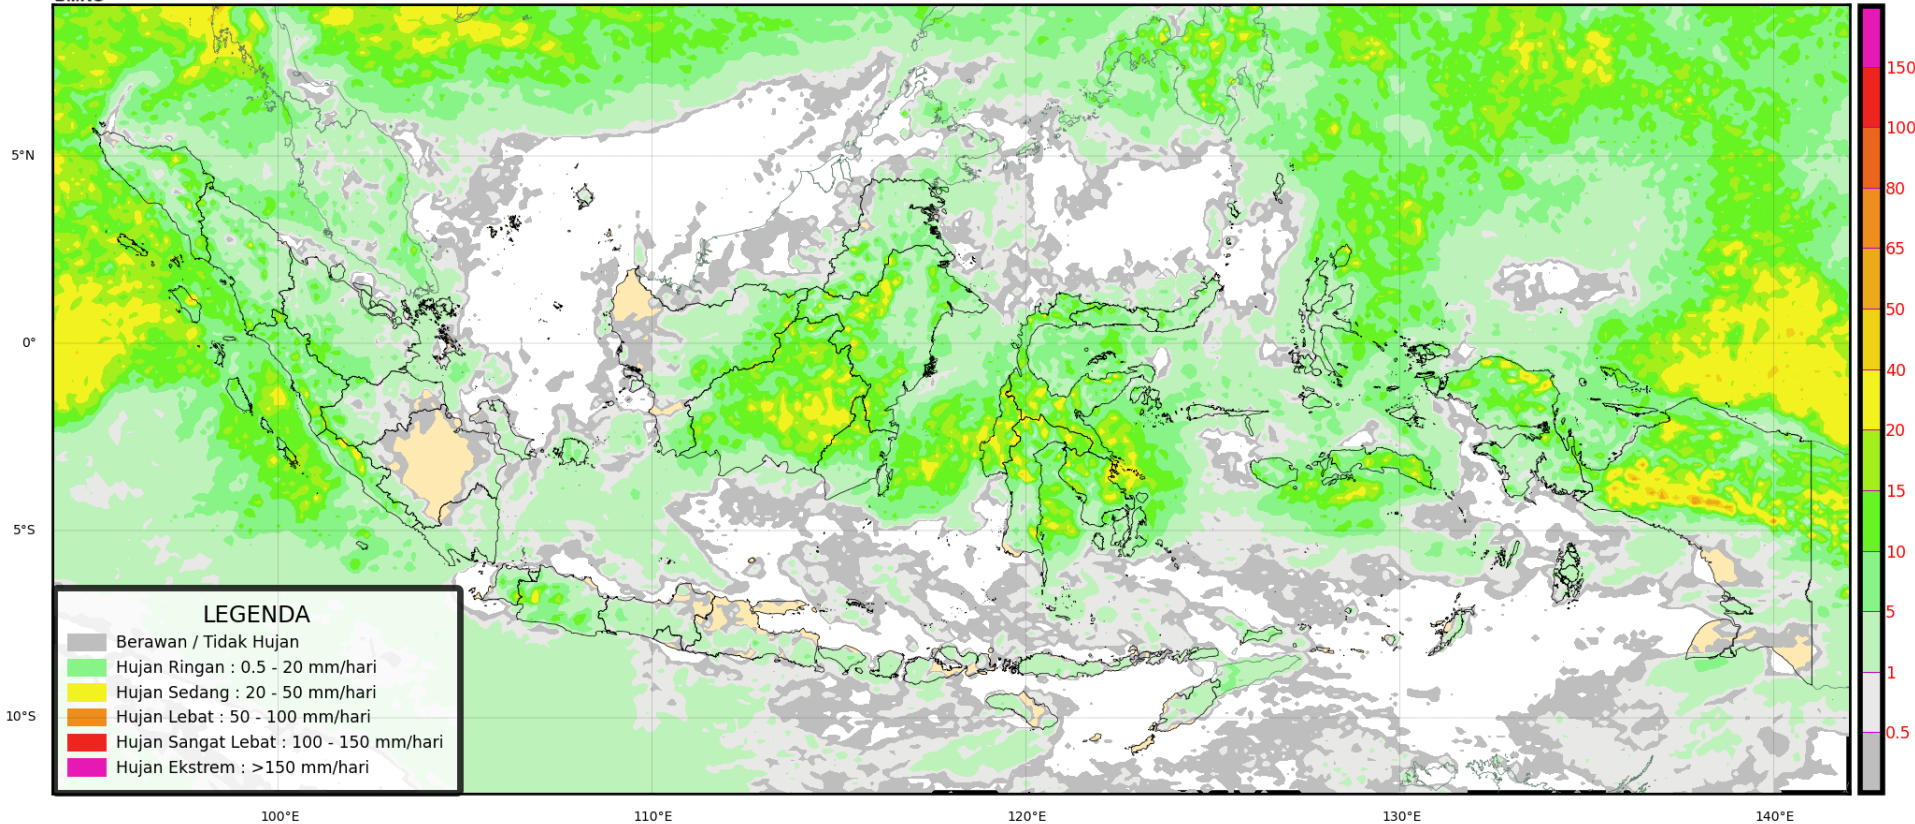 5°N
0°
5°S
10°S
100°E
110°E
120°E
130°E
140°E
LEGENDA
Berawan / Tidak Hujan
Hujan Ringan : 0.5 - 20 mm/hari
Hujan Sedang : 20 - 50 mm/hari
Hujan Lebat : 50 - 100 mm/hari
Hujan Sangat Lebat : 100 - 150 mm/hari
Hujan Ekstrem : >150 mm/hari
150
100
80
65
50
40
20
15
10
5
1
0.5